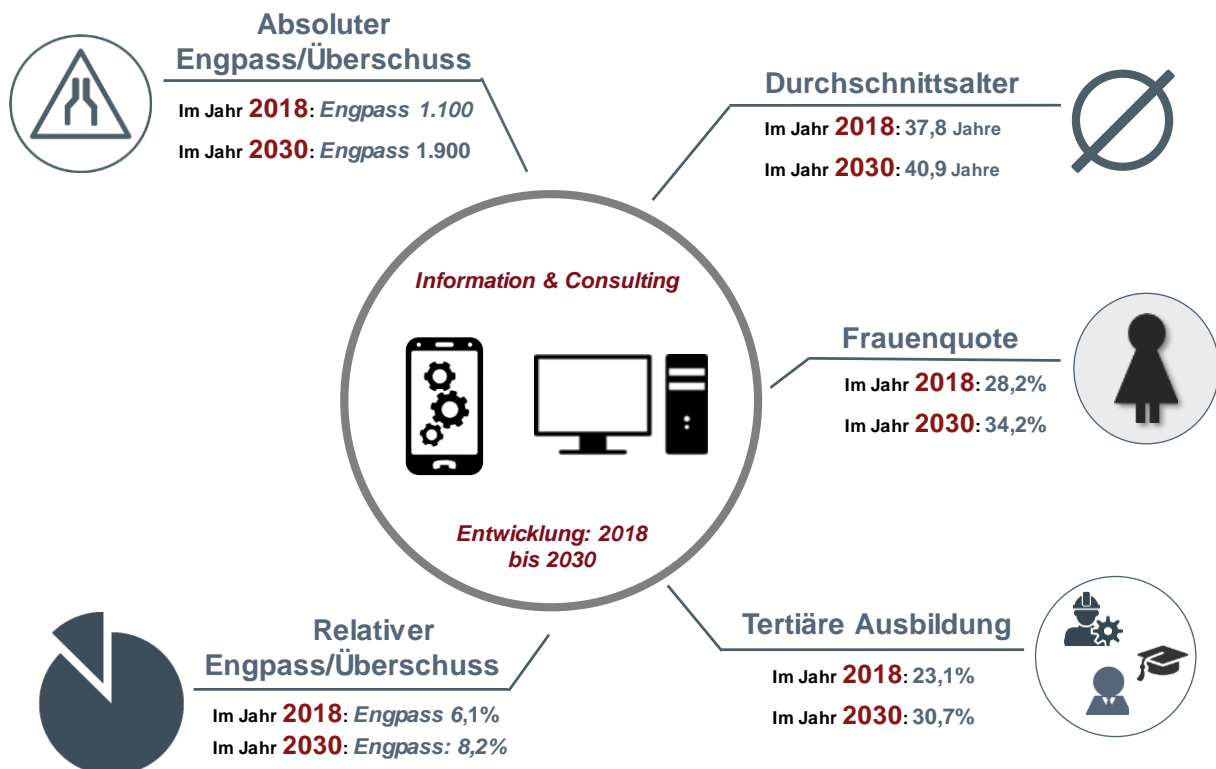 Absoluter
Engpass/Überschuss
Im Jahr 2018: Engpass 1.100
Im Jahr 2030: Engpass 1.900
Durchschnittsalter
Im Jahr 2018: 37,8 Jahre
Im Jahr 2030: 40,9 Jahre
Information & Consulting
Entwicklung: 2018
bis 2030
Frauenquote
Im Jahr 2018: 28,2%
Im Jahr 2030: 34,2%
Relativer
Engpass/Überschuss
Im Jahr 2018: Engpass 6,1%
Im Jahr 2030: Engpass: 8,2%
Tertiäre Ausbildung
Im Jahr 2018: 23,1%
Im Jahr 2030: 30,7%